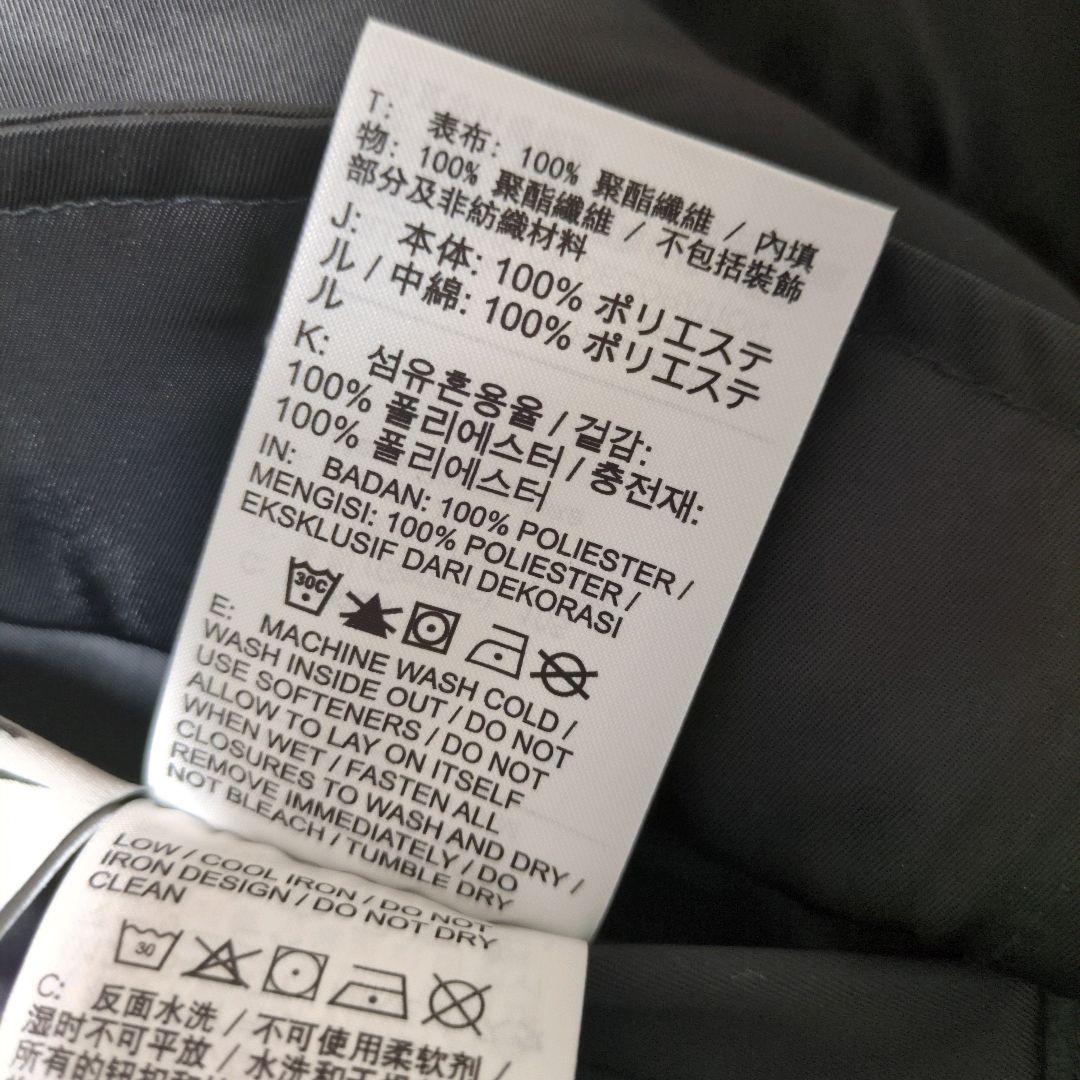 T: 表布: 100% 聚酯纖維 / 內填
物: 100% 聚酯纖維 / 不包括裝飾
部分及非紡織材料
J: 本体: 100% ポリエステ
ル / 中綿: 100% ポリエステ
ル
K: 섬유혼용율 / 겉감:
100% 폴리에스터 / 충전재:
100% 폴리에스터
IN: BADAN: 100% POLIESTER /
MENGISI: 100% POLIESTER /
EKSKLUSIF DARI DEKORASI
30C
E: MACHINE WASH COLD /
WASH INSIDE OUT / DO NOT
USE SOFTENERS / DO NOT
ALLOW TO LAY ON ITSELF
WHEN WET / FASTEN ALL
CLOSURES TO WASH AND DRY /
REMOVE IMMEDIATELY / DO
NOT BLEACH / TUMBLE DRY
LOW / COOL IRON / DO NOT
IRON DESIGN / DO NOT DRY
CLEAN
30
C: 反面水洗 / 不可使用柔软剂 /
湿时不可平放 / 水洗和干燥
所有的钮扣和